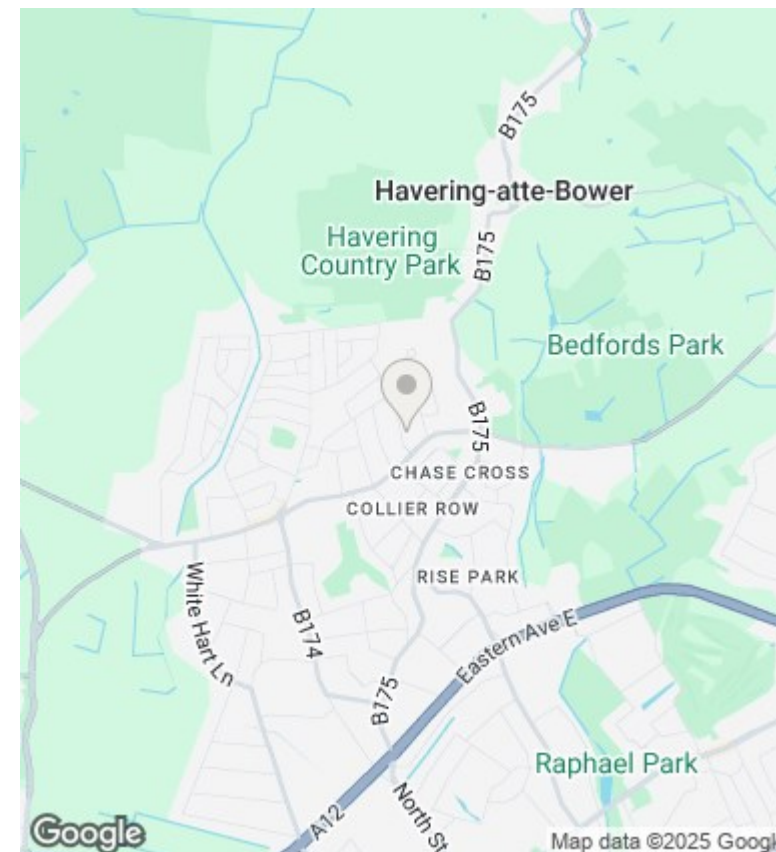 B175
Havering-atte-Bower
Havering
Country Park
B175
Bedfords Park
B175
CHASE CROSS
COLLIER ROW
RISE PARK
White Hart Ln
B174
Eastern Ave E
B175
Raphael Park
A12
North St
Google
Map data ©2025 Googl